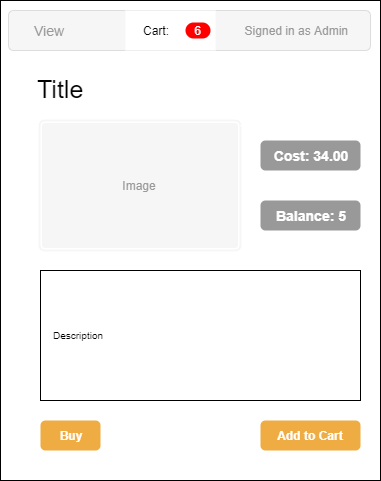 View Cart: 6 Signed in as Admin
Title
Image
Cost: 34.00
Balance: 5
Description
Buy Add to Cart